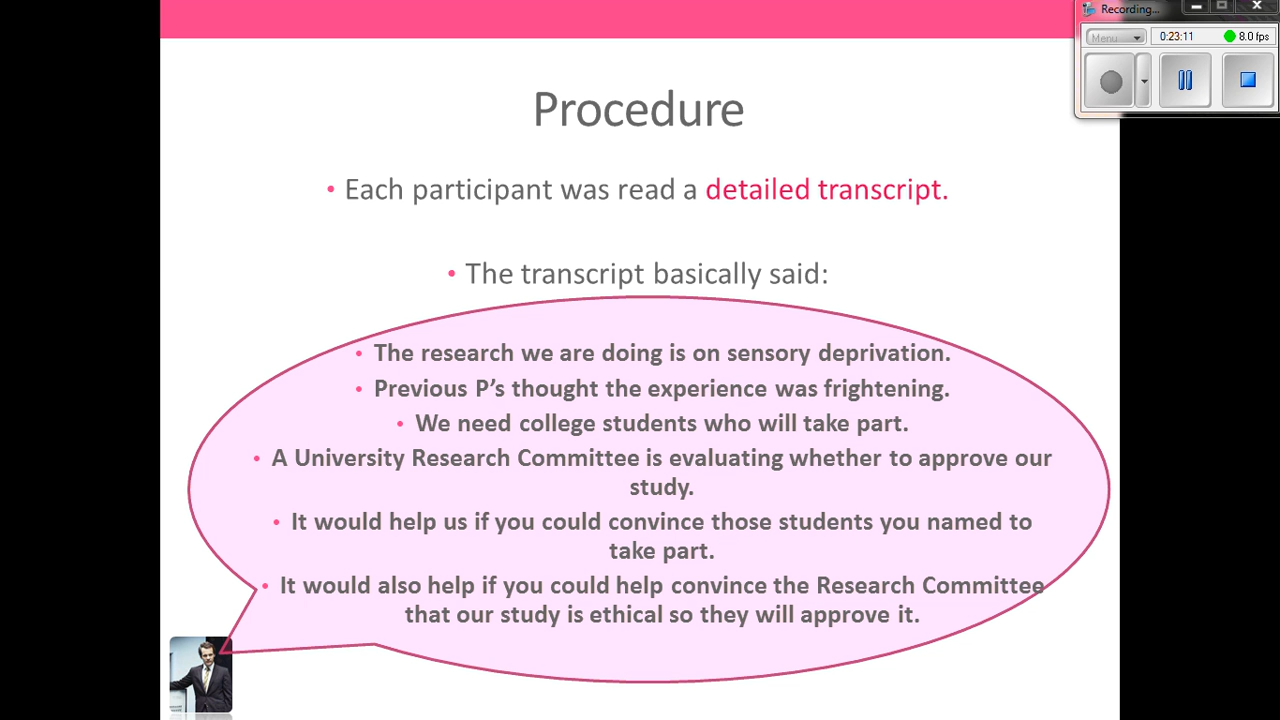 Recording...
Menu
0:23:11
8.0 fps
Procedure
• Each participant was read a detailed transcript.
• The transcript basically said:
• The research we are doing is on sensory deprivation.
• Previous P’s thought the experience was frightening.
• We need college students who will take part.
• A University Research Committee is evaluating whether to approve our
study.
• It would help us if you could convince those students you named to
take part.
• It would also help if you could help convince the Research Committee
that our study is ethical so they will approve it.